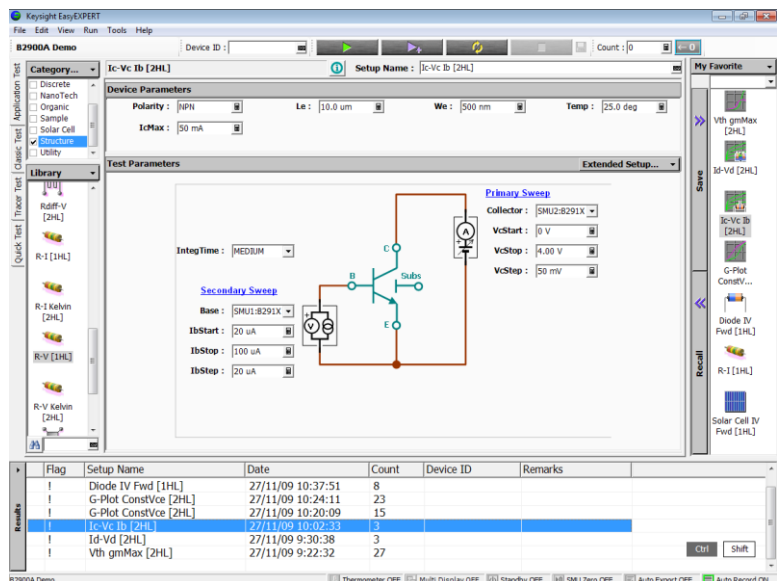 Keysight EasyEXPERT
File Edit View Run Tools Help
B2900A Demo Device ID : Count : 0
Application Test
Classic Test
Tracer Test
Quick Test
Category...
Discrete
NanoTech
Organic
Sample
Solar Cell
Structure
Utility
Library
Rdiff-V
[2HL]
R-I [1HL]
R-I Kelvin
[2HL]
R-V [1HL]
R-V Kelvin
[2HL]
Ic-Vc Ib [2HL] Setup Name : Ic-Vc Ib [2HL]
Device Parameters
Polarity : NPN Le : 10.0 um We : 500 nm Temp : 25.0 deg
IcMax : 50 mA
Test Parameters Extended Setup...
Primary Sweep
Collector : SMU2:B291X
VcStart : 0 V
VcStop : 4.00 V
VcStep : 50 mV
IntegTime : MEDIUM
Secondary Sweep
Base : SMU1:B291X
IbStart : 20 uA
IbStop : 100 uA
IbStep : 20 uA
C
B
Subs
E
A
V
Save
Recall
My Favorite
Vth gmMax
[2HL]
Id-Vd [2HL]
Ic-Vc Ib
[2HL]
G-Plot
ConstV...
Diode IV
Fwd [1HL]
R-I [1HL]
Solar Cell IV
Fwd [1HL]
Results
Flag Setup Name Date Count Device ID Remarks
! Diode IV Fwd [1HL] 27/11/09 10:37:51 8
! G-Plot ConstVce [2HL] 27/11/09 10:24:11 23
! G-Plot ConstVce [2HL] 27/11/09 10:20:09 15
! Ic-Vc Ib [2HL] 27/11/09 10:02:33 3
! Id-Vd [2HL] 27/11/09 9:30:38 3
! Vth gmMax [2HL] 27/11/09 9:22:32 27
Ctrl Shift
B2900A Demo Thermometer OFF Multi Display OFF Standby OFF SMU Zero OFF Auto Export OFF Auto Record ON